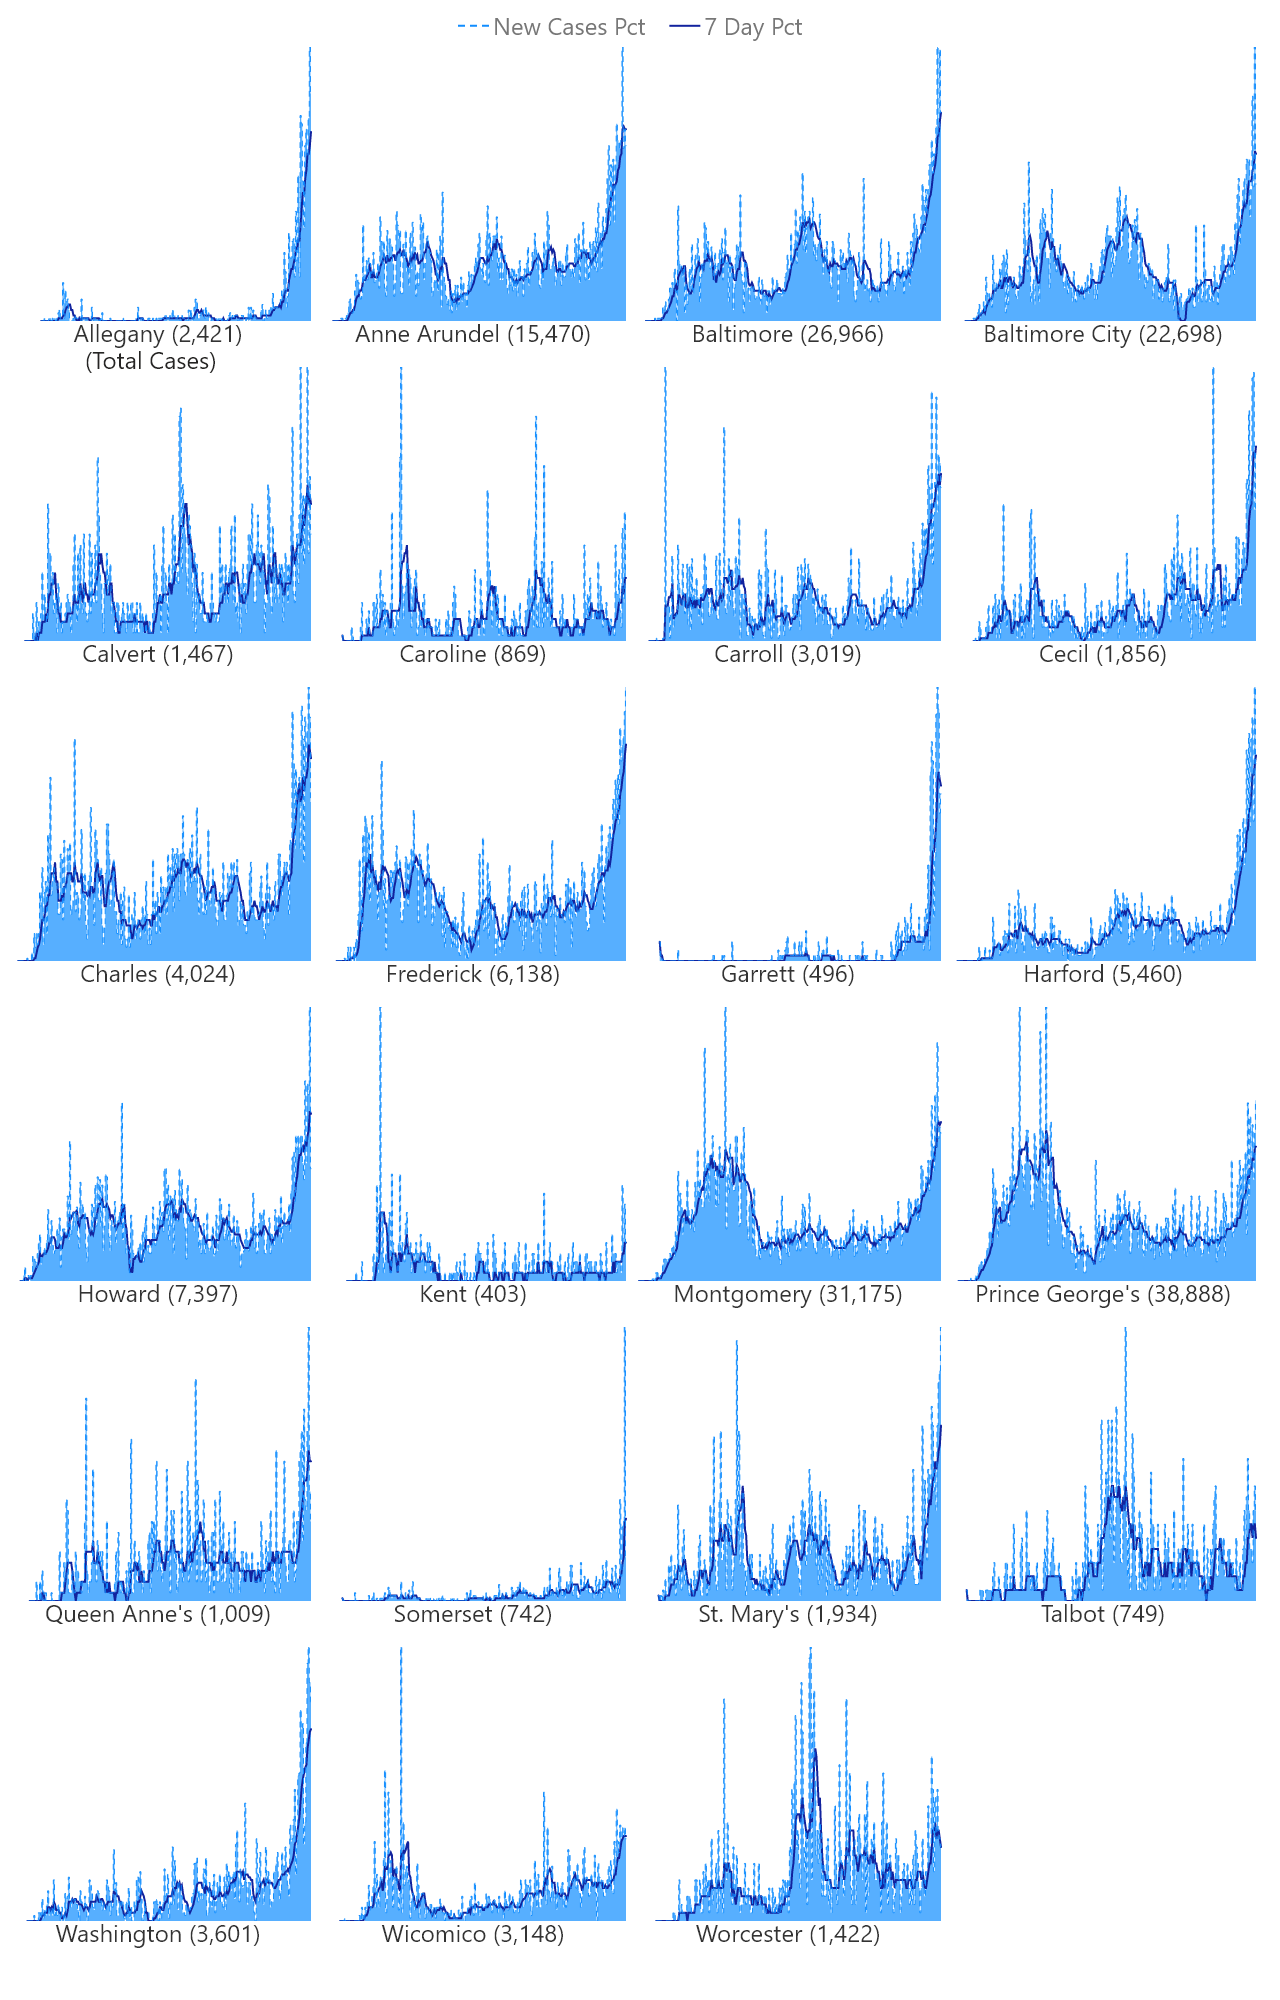 New Cases Pct 7 Day Pct
Allegany (2,421) Anne Arundel (15,470) Baltimore (26,966) Baltimore City (22,698)
(Total Cases)
Calvert (1,467) Caroline (869) Carroll (3,019) Cecil (1,856)
Charles (4,024) Frederick (6,138) Garrett (496) Harford (5,460)
Howard (7,397) Kent (403) Montgomery (31,175) Prince George's (38,888)
Queen Anne's (1,009) Somerset (742) St. Mary's (1,934) Talbot (749)
Washington (3,601) Wicomico (3,148) Worcester (1,422)